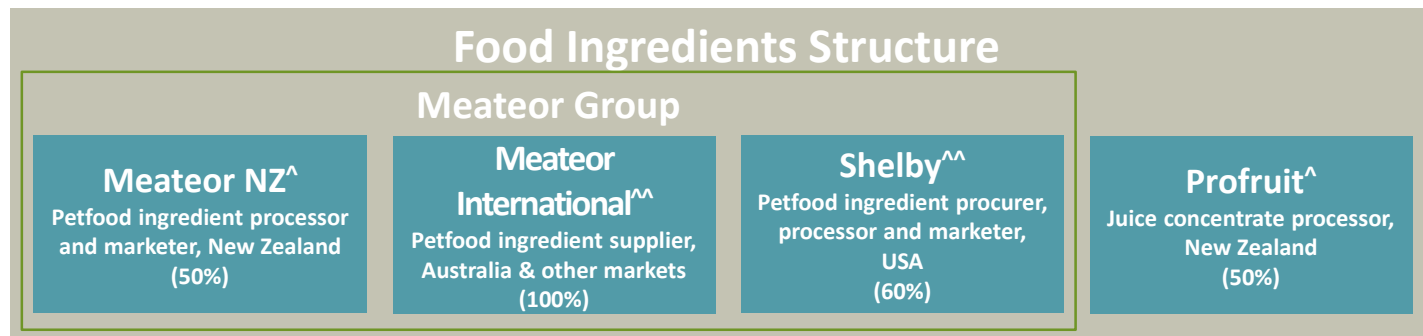 Food Ingredients Structure
Meateor Group
Meateor NZ^
Petfood ingredient processor
and marketer, New Zealand
(50%)
Meateor
International^^
Petfood ingredient supplier,
Australia & other markets
(100%)
Shelby^^
Petfood ingredient procurer,
processor and marketer,
USA
(60%)
Profruit^
Juice concentrate processor,
New Zealand
(50%)